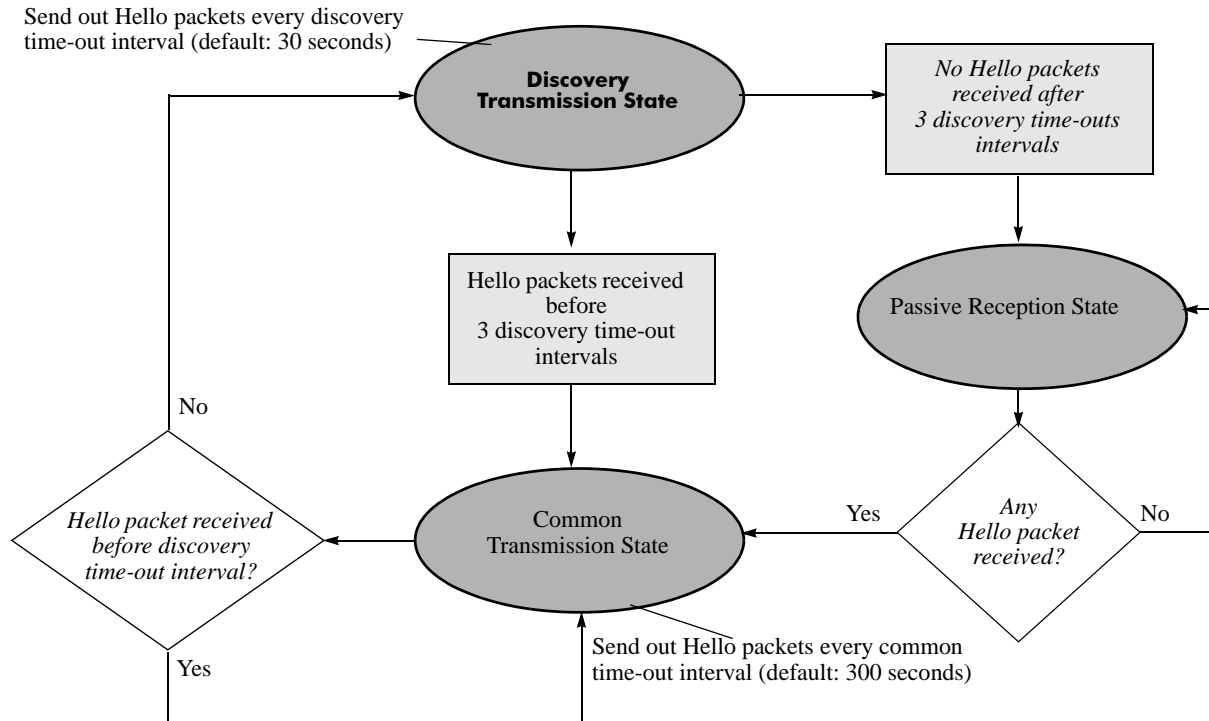 Send out Hello packets every discovery
time-out interval (default: 30 seconds)
Discovery
Transmission State
No Hello packets
received after
3 discovery time-outs
intervals
Hello packets received
before
3 discovery time-out
intervals
Passive Reception State
No
Hello packet received
before discovery
time-out interval?
Common
Transmission State
Yes
Any
Hello packet
received?
No
Yes
Send out Hello packets every common
time-out interval (default: 300 seconds)